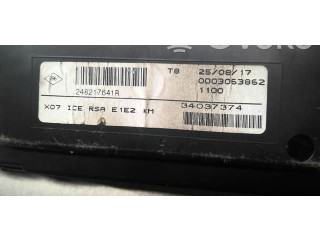 T8 25/08/17
0003053862
248217641R
1100
X07 ICE RSA E1E2 KM
34037374